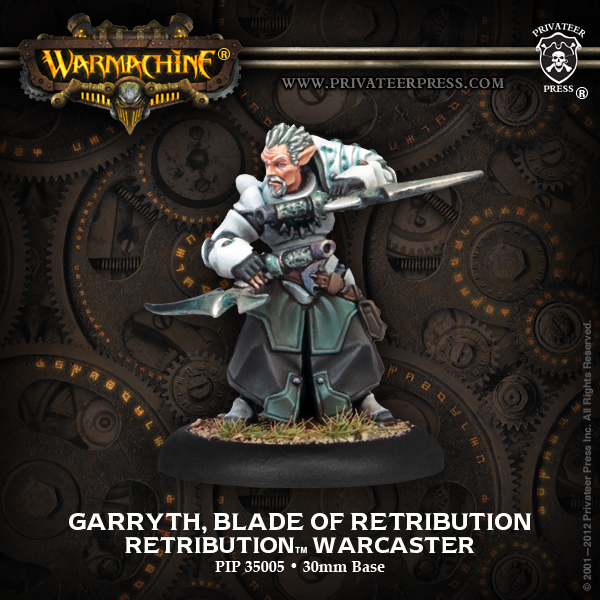 WARMACHINE®
PRIVATEER
PRESS®
WWW.PRIVATEERPRESS.COM
GARRYTH, BLADE OF RETRIBUTION
RETRIBUTION™ WARCASTER
PIP 35005 • 30mm Base
© 2001–2012 Privateer Press Inc. All Rights Reserved.